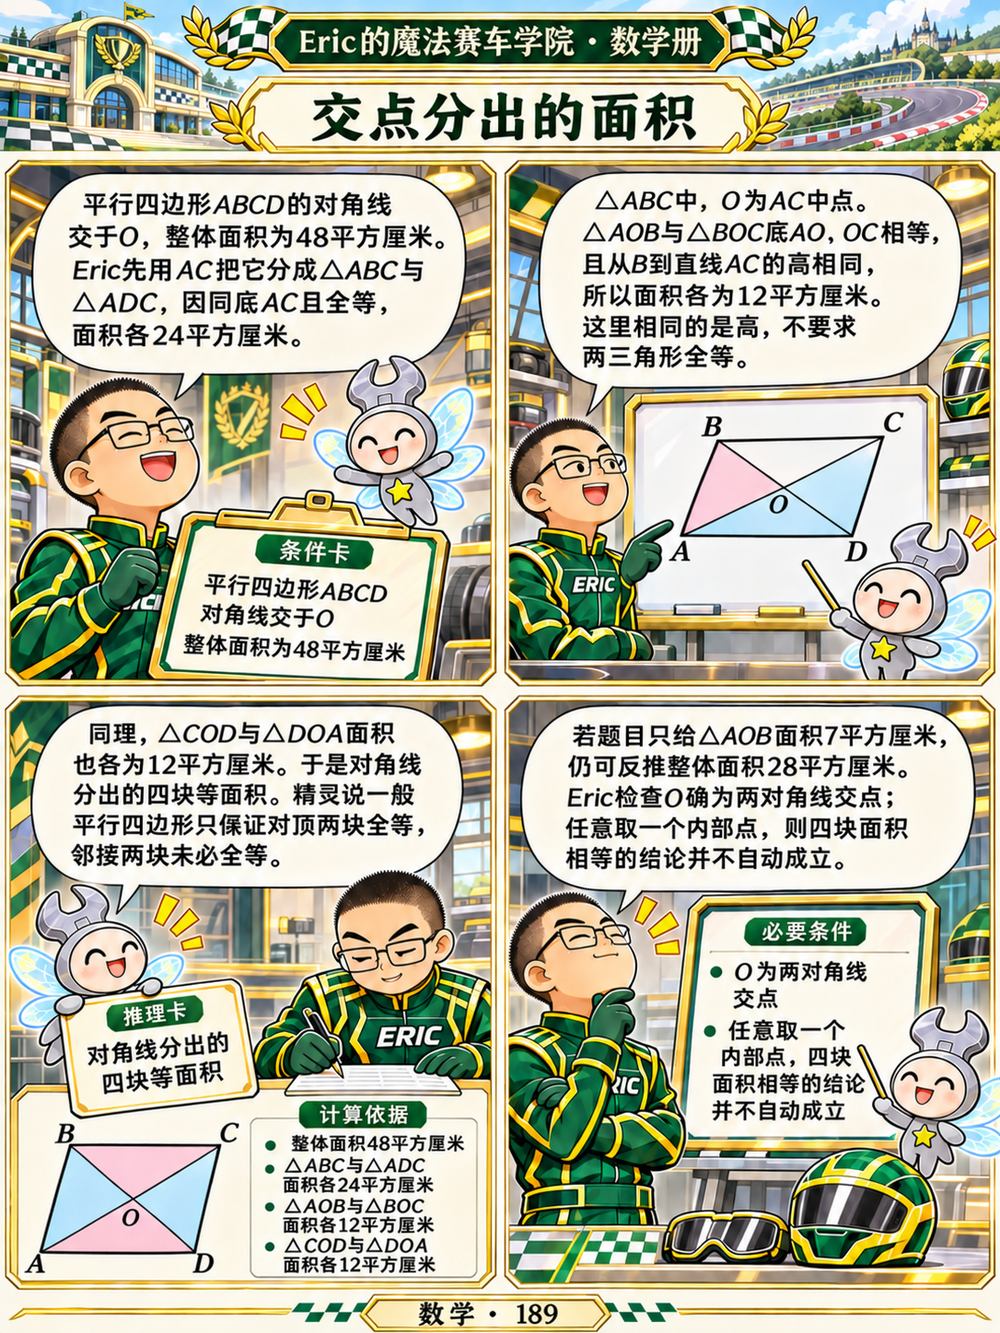 Eric的魔法赛车学院·数学册
交点分出的面积
平行四边形ABCD的对角线
交于O，整体面积为48平方厘米。
Eric先用AC把它分成△ABC与
△ADC，因同底AC且全等，
面积各24平方厘米。
条件卡
平行四边形ABCD
对角线交于O
整体面积为48平方厘米
△ABC中，O为AC中点。
△AOB与△BOC底AO, OC相等，
且从B到直线AC的高相同，
所以面积各为12平方厘米。
这里相同的是高，不要求
两三角形全等。
B
C
O
A
D
ERIC
同理，△COD与△DOA面积
也各为12平方厘米。于是对角线
分出的四块等面积。精灵说一般
平行四边形只保证对顶两块全等，
邻接两块未必全等。
ERIC
推理卡
对角线分出的
四块等面积
B
C
O
A
D
计算依据
● 整体面积48平方厘米
● △ABC与△ADC
面积各24平方厘米
● △AOB与△BOC
面积各12平方厘米
● △COD与△DOA
面积各12平方厘米
若题目只给△AOB面积7平方厘米，
仍可反推整体面积28平方厘米。
Eric检查O确为两对角线交点；
任意取一个内部点，则四块面积
相等的结论并不自动成立。
必要条件
● O为两对角线
交点
● 任意取一个
内部点，四块
面积相等的结论
并不自动成立
RIC
数学·189